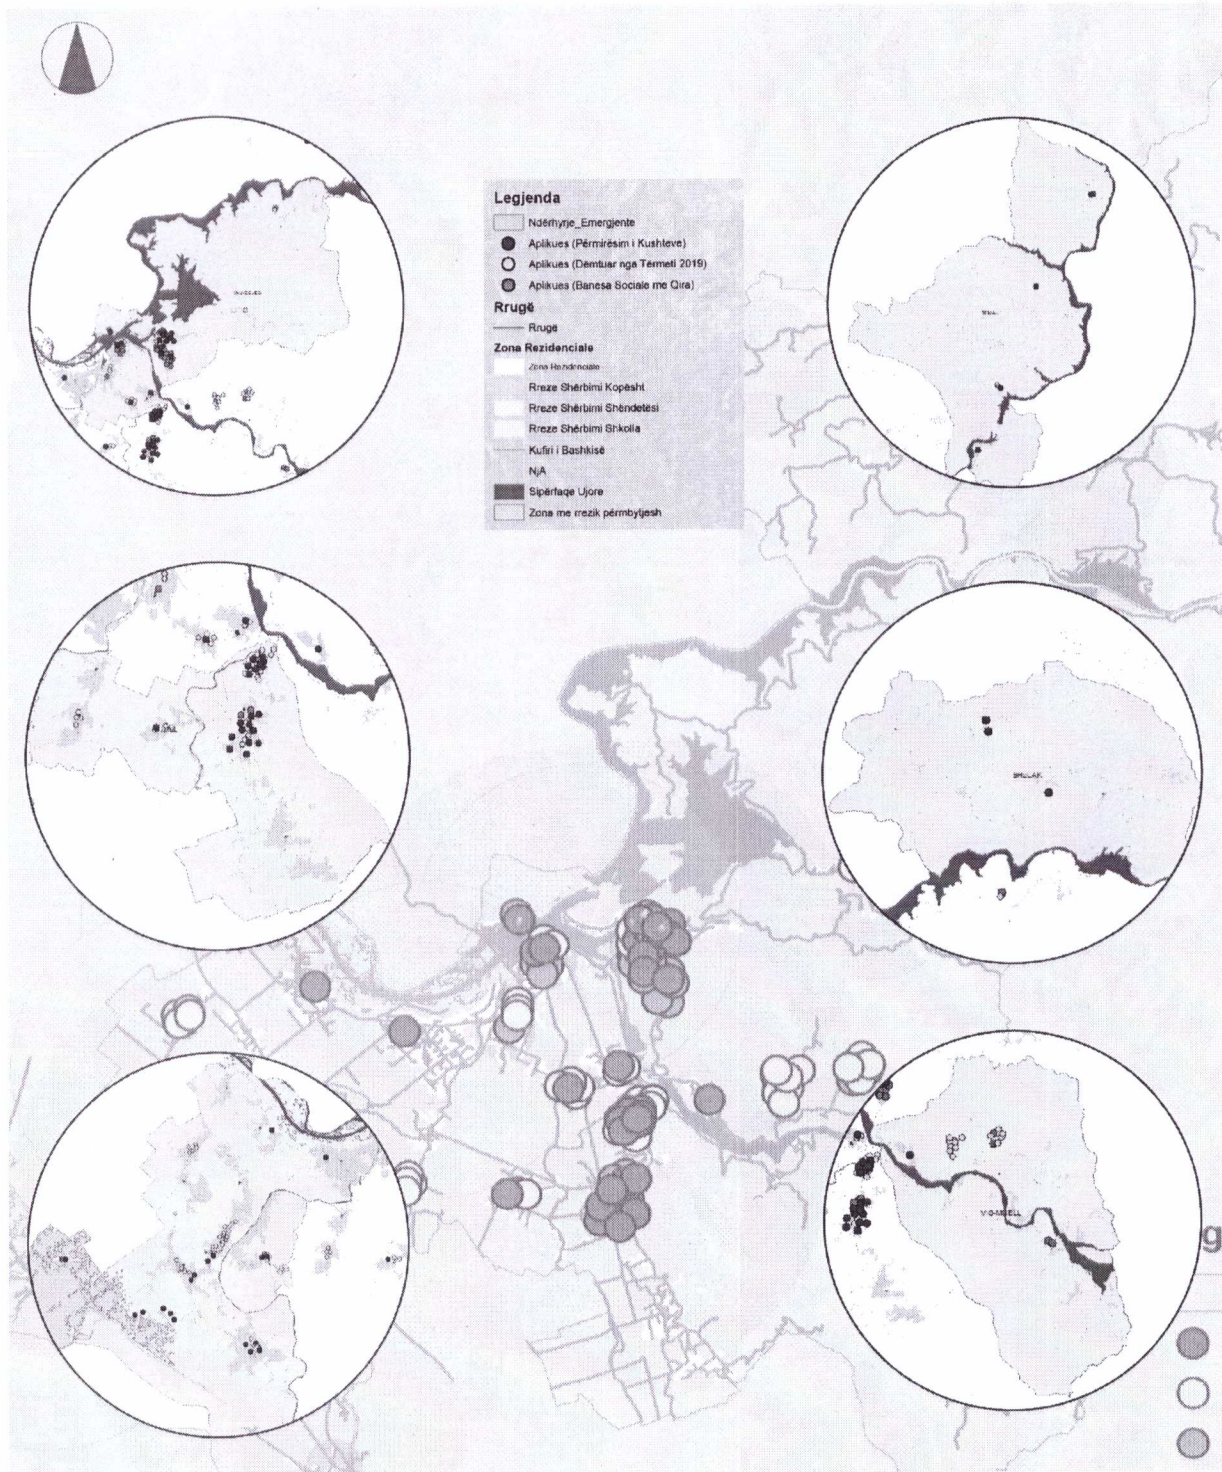 Legjenda
Ndërhyrje_Emergjente
Aplikues (Përmirësim i Kushteve)
Aplikues (Dëmtuar nga Tërmeti 2019)
Aplikues (Banesa Sociale me Qira)
Rrugë
Rrugë
Zona Rezidenciale
Zona Rezidenciale
Rreze Shërbimi Kopësht
Rreze Shërbimi Shëndetësi
Rreze Shërbimi Shkolla
Kufiri i Bashkisë
NjA
Sipërfaqe Ujore
Zona me rrezik përmbytjesh
SHLLAK
g